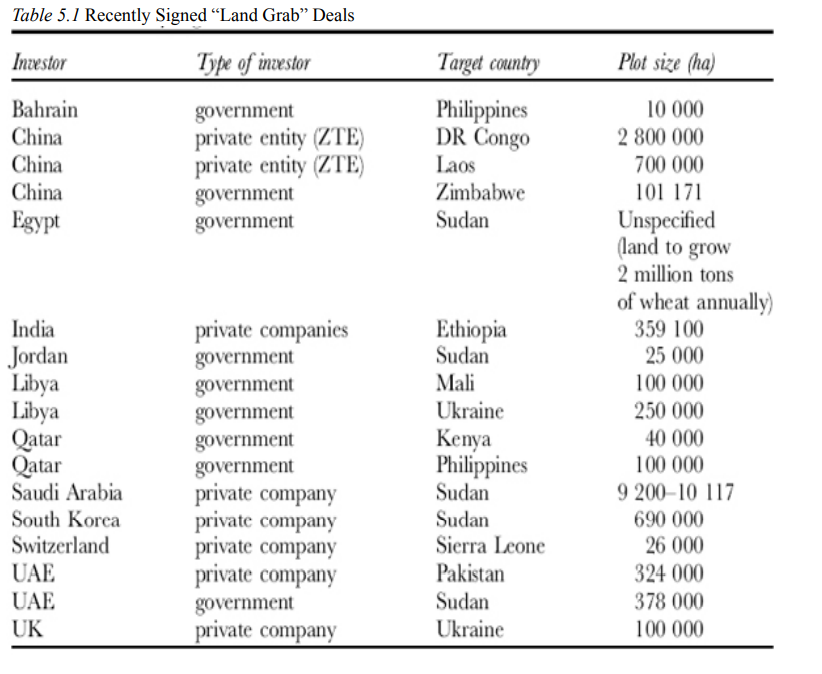 Table 5.1 Recently Signed “Land Grab” Deals
Investor Type of investor Target country Plot size (ha)
Bahrain government Philippines 10 000
China private entity (ZTE) DR Congo 2 800 000
China private entity (ZTE) Laos 700 000
China government Zimbabwe 101 171
Egypt government Sudan Unspecified
(land to grow
2 million tons
of wheat annually)
India private companies Ethiopia 359 100
Jordan government Sudan 25 000
Libya government Mali 100 000
Libya government Ukraine 250 000
Qatar government Kenya 40 000
Qatar government Philippines 100 000
Saudi Arabia private company Sudan 9 200–10 117
South Korea private company Sudan 690 000
Switzerland private company Sierra Leone 26 000
UAE private company Pakistan 324 000
UAE government Sudan 378 000
UK private company Ukraine 100 000